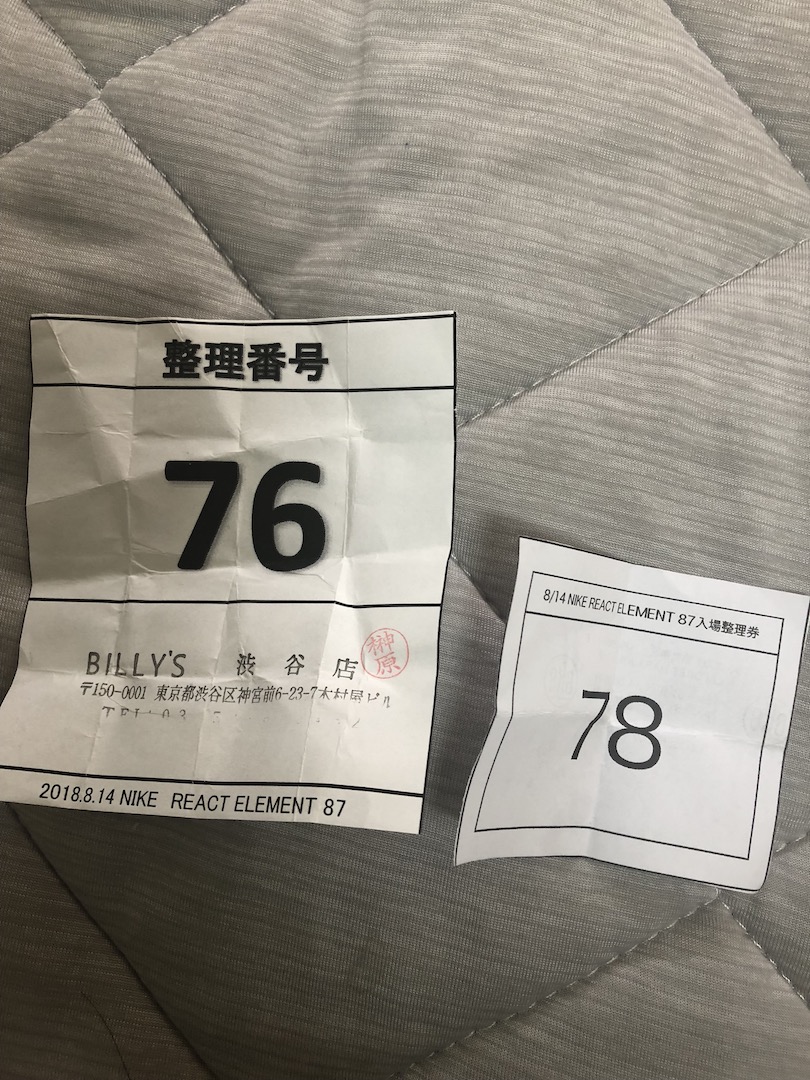 整理番号
76
BILLY'S 渋谷店
榊原
〒150-0001 東京都渋谷区神宮前6-23-7木村屋ビル
2018.8.14 NIKE REACT ELEMENT 87
8/14 NIKE REACT ELEMENT 87入場整理券
78